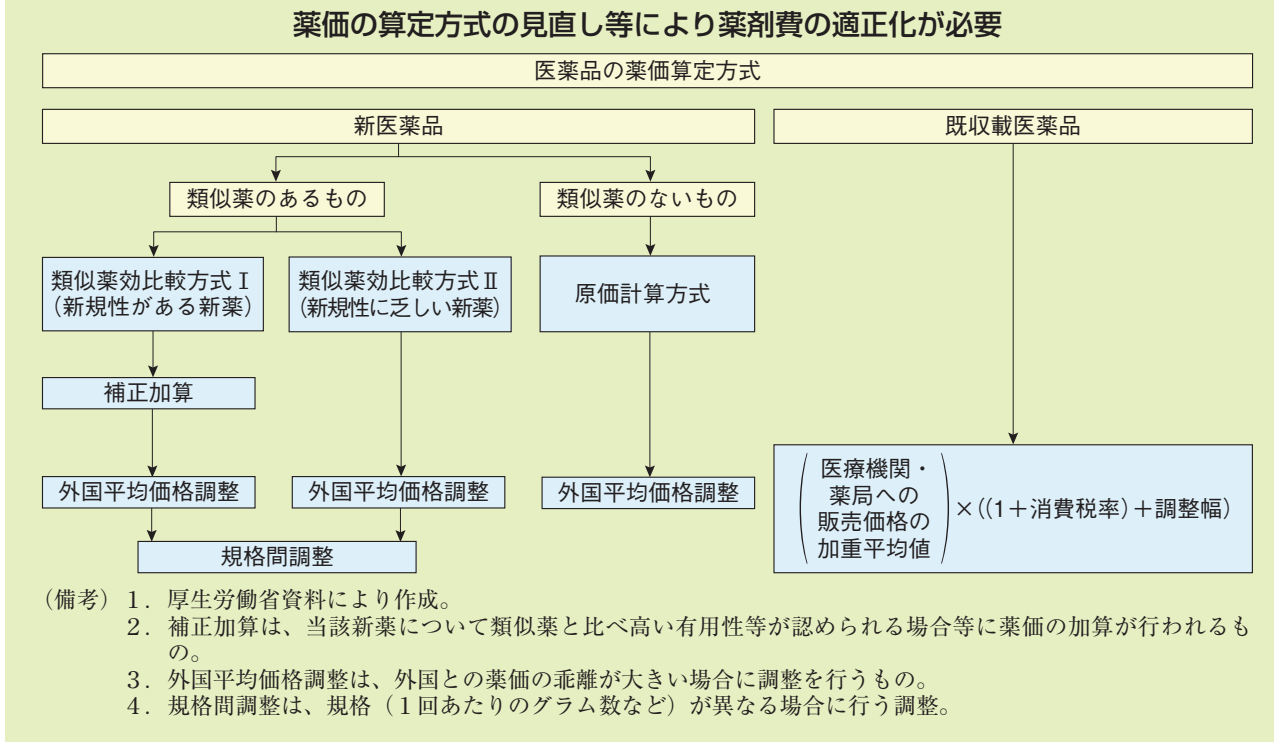 薬価の算定方式の見直し等により薬剤費の適正化が必要
医薬品の薬価算定方式
新医薬品
既収載医薬品
類似薬のあるもの
類似薬のないもの
類似薬効比較方式Ⅰ
（新規性がある新薬）
類似薬効比較方式Ⅱ
（新規性に乏しい新薬）
原価計算方式
補正加算
外国平均価格調整
外国平均価格調整
外国平均価格調整
規格間調整
医療機関・
薬局への
販売価格の
加重平均値
×（（1＋消費税率）＋調整幅）
（備考）１．厚生労働省資料により作成。
２．補正加算は、当該新薬について類似薬と比べ高い有用性等が認められる場合等に薬価の加算が行われるも
の。
３．外国平均価格調整は、外国との薬価の乖離が大きい場合に調整を行うもの。
４．規格間調整は、規格（１回あたりのグラム数など）が異なる場合に行う調整。